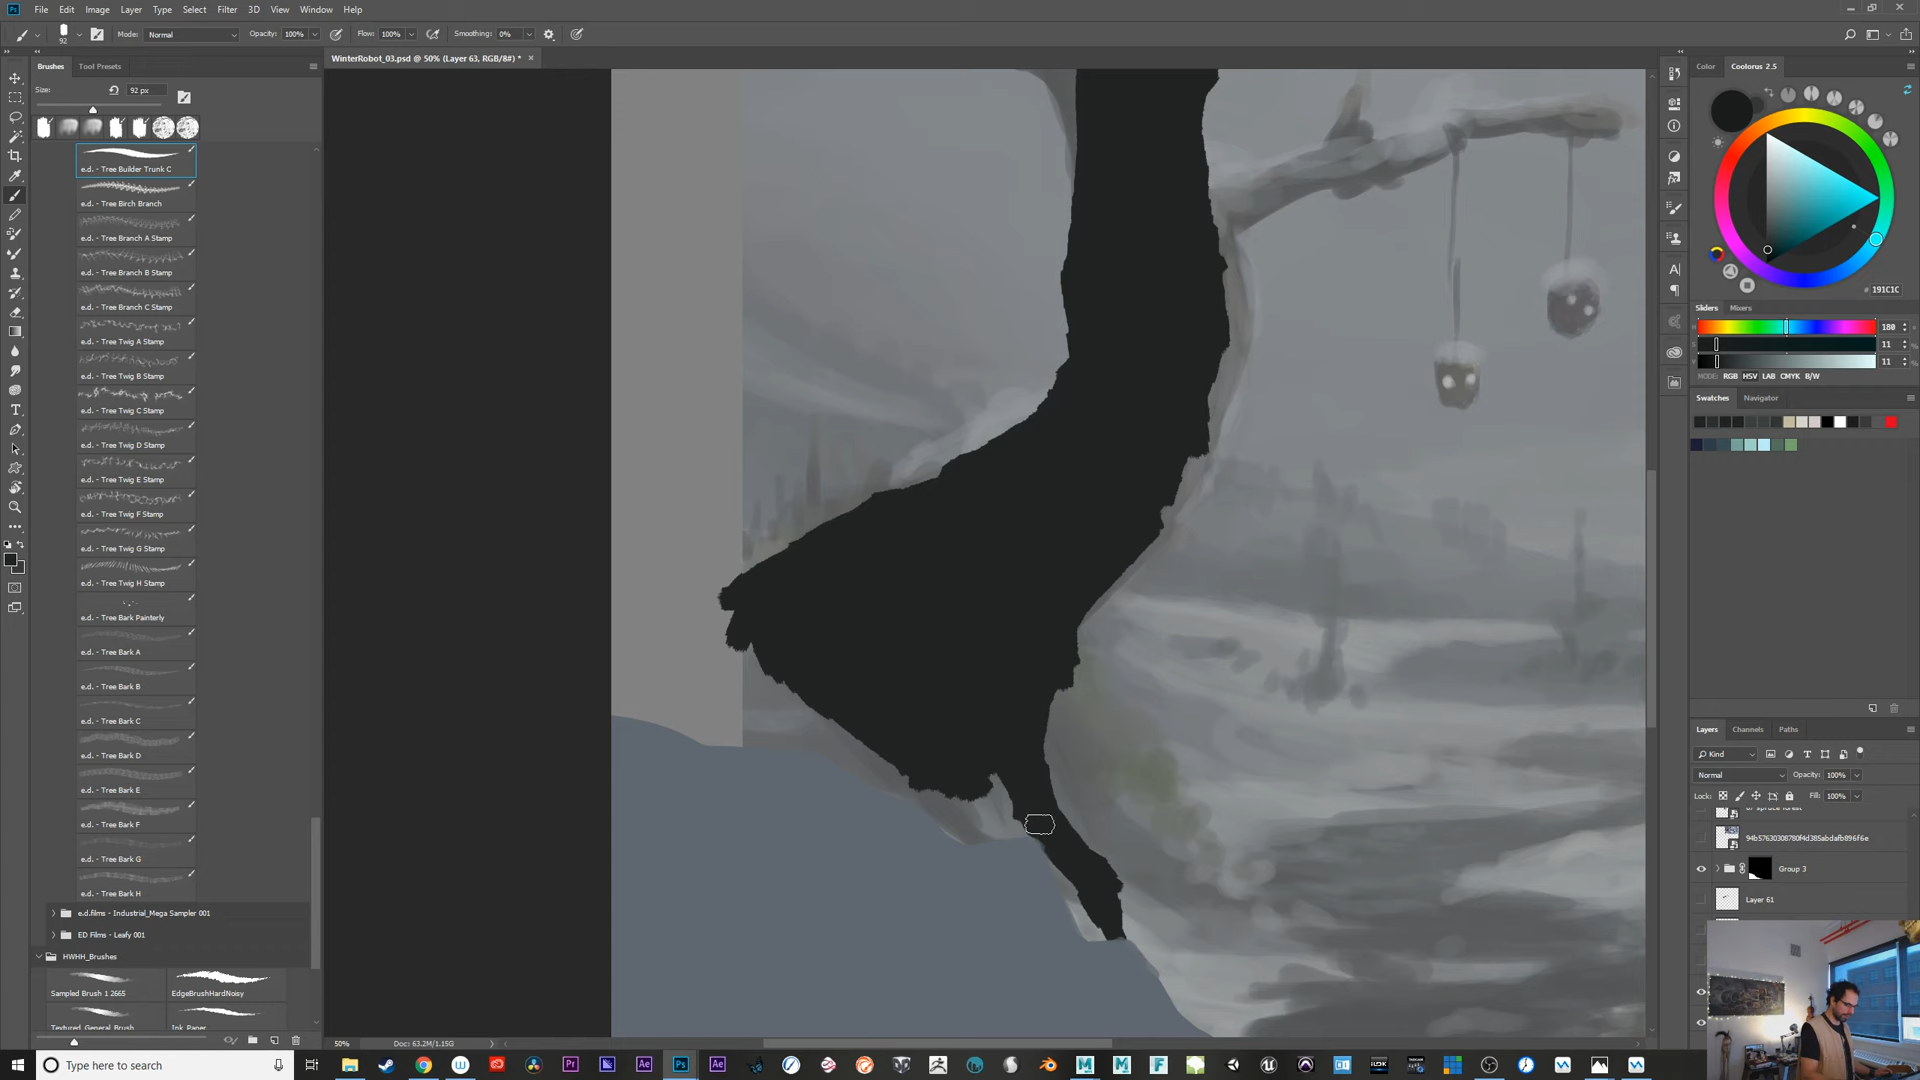 File Edit Image Layer Type Select Filter 3D View Window Help
92 Mode: Normal Opacity: 100% Flow: 100% Smoothing: 0%
WinterRobot_03.psd @ 50% (Layer 63, RGB/8#) *
Brushes Tool Presets
Size: 92 px
e.d. - Tree Builder Trunk C
e.d. - Tree Birch Branch
e.d. - Tree Branch A Stamp
e.d. - Tree Branch B Stamp
e.d. - Tree Branch C Stamp
e.d. - Tree Twig A Stamp
e.d. - Tree Twig B Stamp
e.d. - Tree Twig C Stamp
e.d. - Tree Twig D Stamp
e.d. - Tree Twig E Stamp
e.d. - Tree Twig F Stamp
e.d. - Tree Twig G Stamp
e.d. - Tree Twig H Stamp
e.d. - Tree Bark Painterly
e.d. - Tree Bark A
e.d. - Tree Bark B
e.d. - Tree Bark C
e.d. - Tree Bark D
e.d. - Tree Bark E
e.d. - Tree Bark F
e.d. - Tree Bark G
e.d. - Tree Bark H
e.d.films - Industrial_Mega Sampler 001
ED Films - Leafy 001
HWHH_Brushes
Sampled Brush 1 2665 EdgeBrushHardNoisy
Textured_General_Brush Ink_Paper
50% Doc: 63.2M/1.15G
Color Coolorus 2.5
# 191C1C
Sliders Mixers
H 180
S 11 %
V 11 %
MODE: RGB HSV LAB CMYK B/W
Swatches Navigator
Layers Channels Paths
Kind
Normal Opacity: 100%
Lock: Fill: 100%
94b57630308780f4d385abdafb896f6e
Group 3
Layer 61
Type here to search